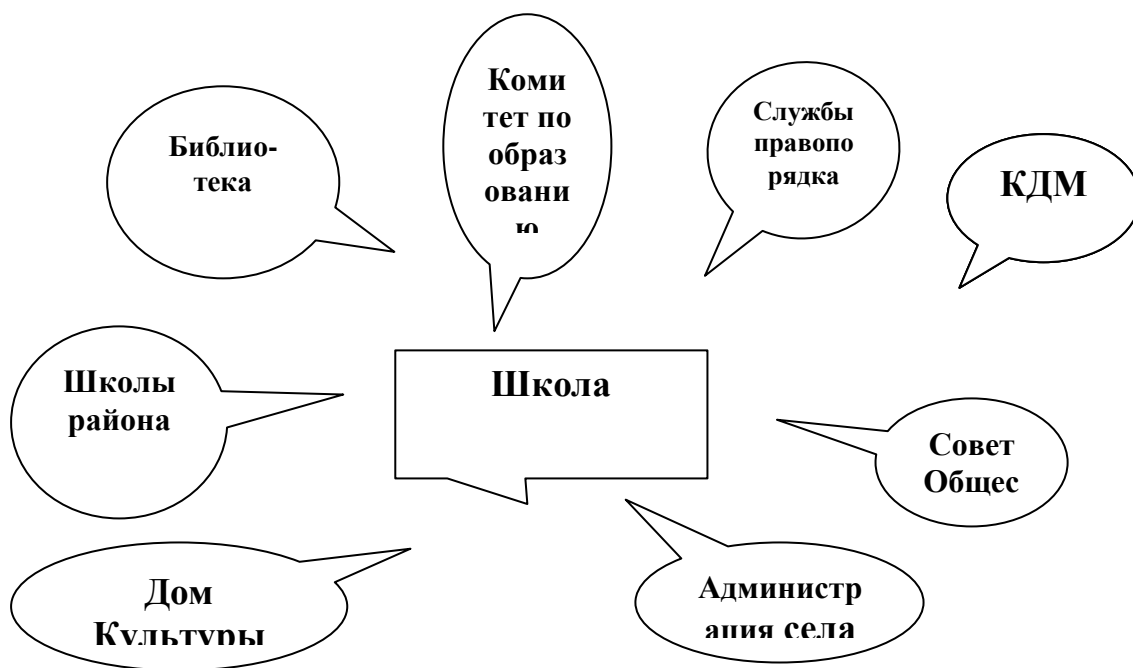 Коми
тет по
образ
овани
ю
Библио-
тека
Службы
правопо
рядка
КДМ
Школы
района
Школа
Совет
Общес
Дом
Культуры
Администр
ация села